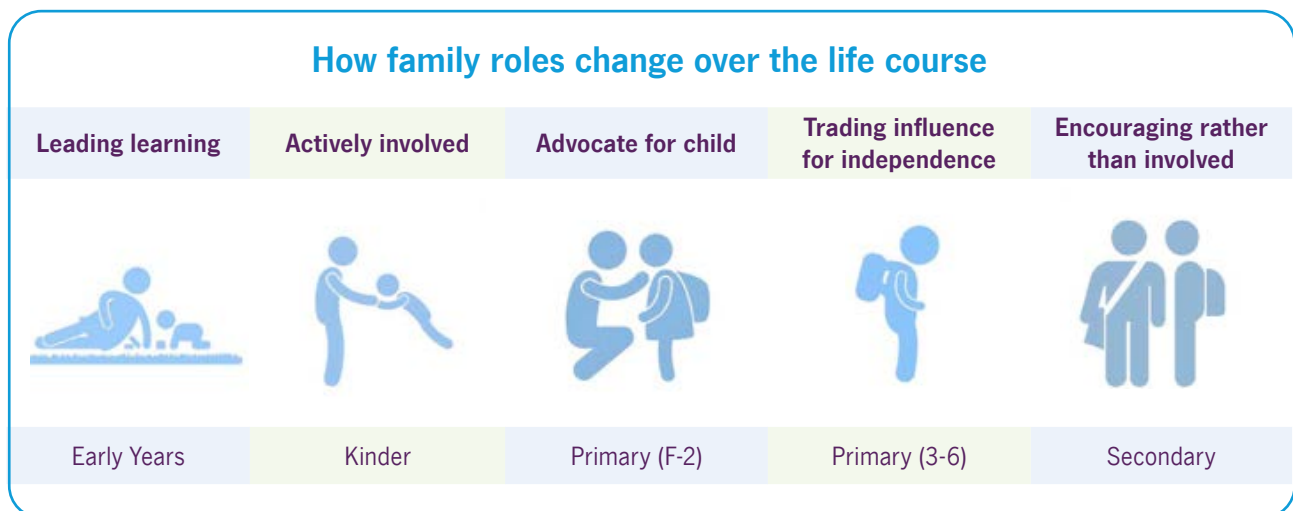 How family roles change over the life course
Leading learning
Actively involved
Advocate for child
Trading influence
for independence
Encouraging rather
than involved
Early Years
Kinder
Primary (F-2)
Primary (3-6)
Secondary